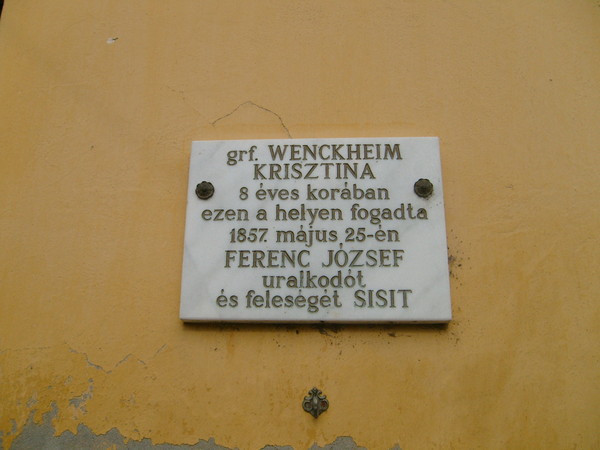 grf. WENCKHEIM
KRISZTINA
8 éves korában
ezen a helyen fogadta
1857. május 25-én
FERENC JÓZSEF
uralkodót
és feleségét SISIT